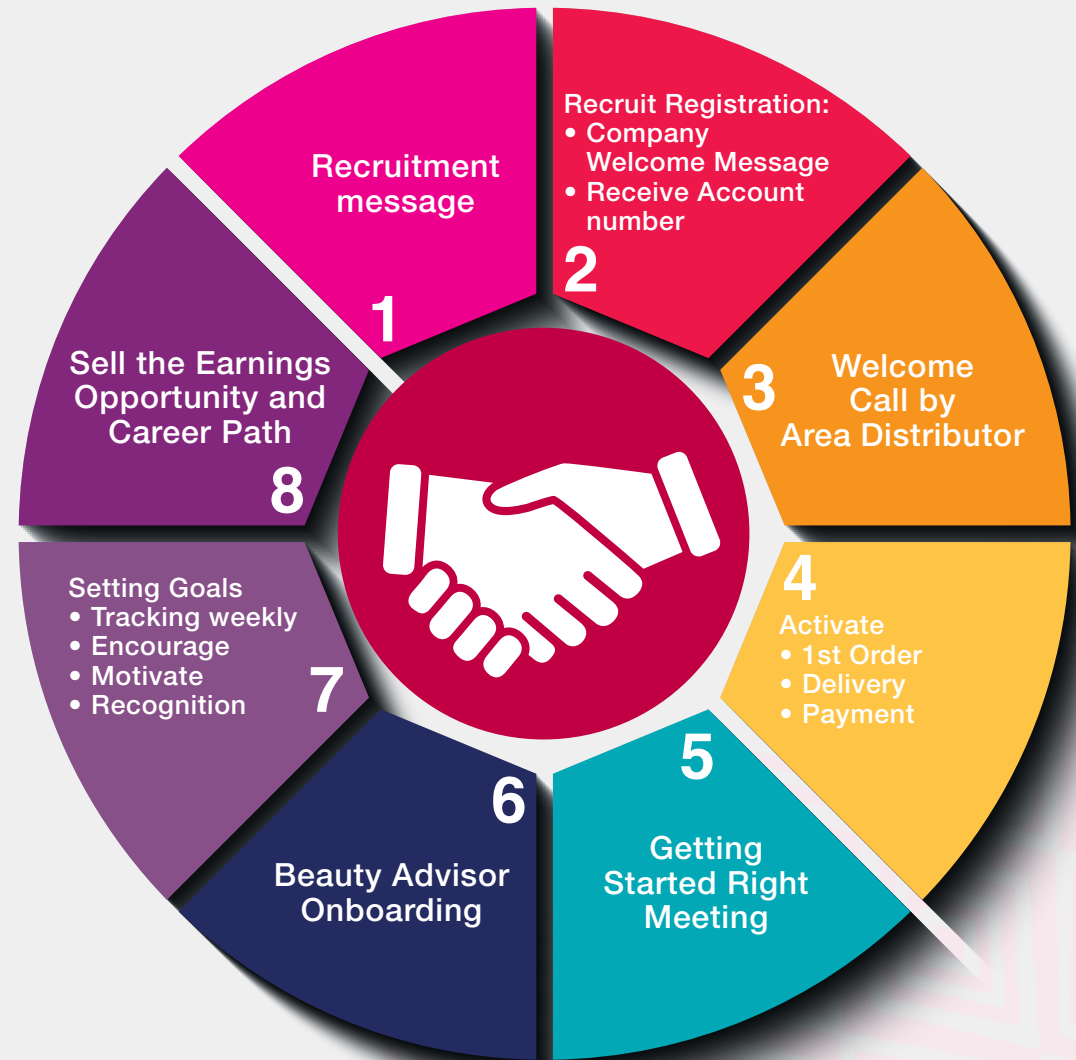 1
Recruitment
message
2
Recruit Registration:
• Company
Welcome Message
• Receive Account
number
3
Welcome
Call by
Area Distributor
4
Activate
• 1st Order
• Delivery
• Payment
5
Getting
Started Right
Meeting
6
Beauty Advisor
Onboarding
7
Setting Goals
• Tracking weekly
• Encourage
• Motivate
• Recognition
8
Sell the Earnings
Opportunity and
Career Path